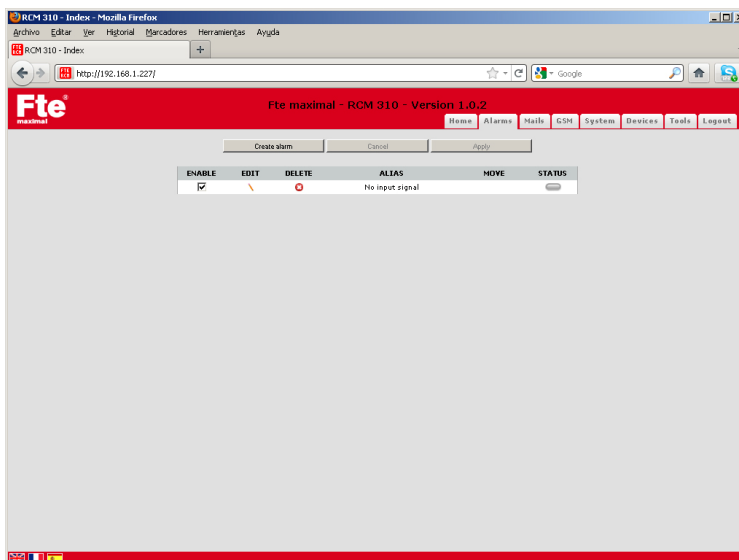 RCM 310 - Index - Mozilla Firefox
Archivo Editar Ver Historial Marcadores Herramientas Ayuda
RCM 310 - Index
http://192.168.1.227/
Google
Fte
maximal
Fte maximal - RCM 310 - Version 1.0.2
Home Alarms Mails GSM System Devices Tools Logout
Create alarm Cancel Apply
ENABLE EDIT DELETE ALIAS MOVE STATUS
No input signal